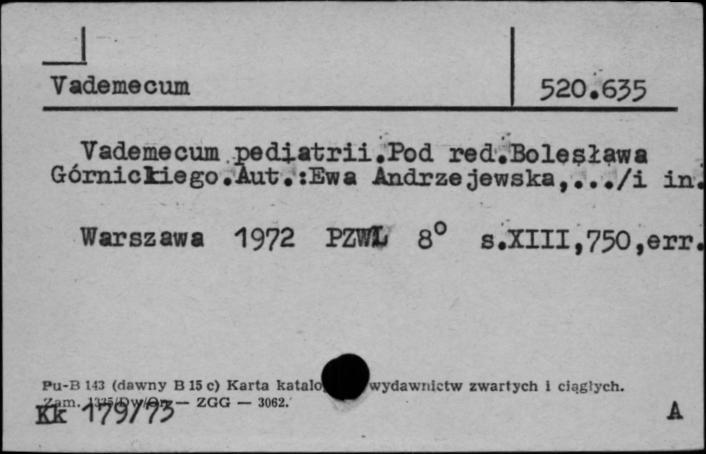 Vademecum 520.635
Vademecum pediatrii.Pod red.Bolesława
Górnickiego.Aut.:Ewa Andrzejewska,.../i in.
Warszawa 1972 PZWL 8° s.XIII,750,err.
Pu-B 143 (dawny B 15 c) Karta katalo wydawnictw zwartych i ciągłych.
Zam. — ZGG — 3062.
Kk 179/73 A